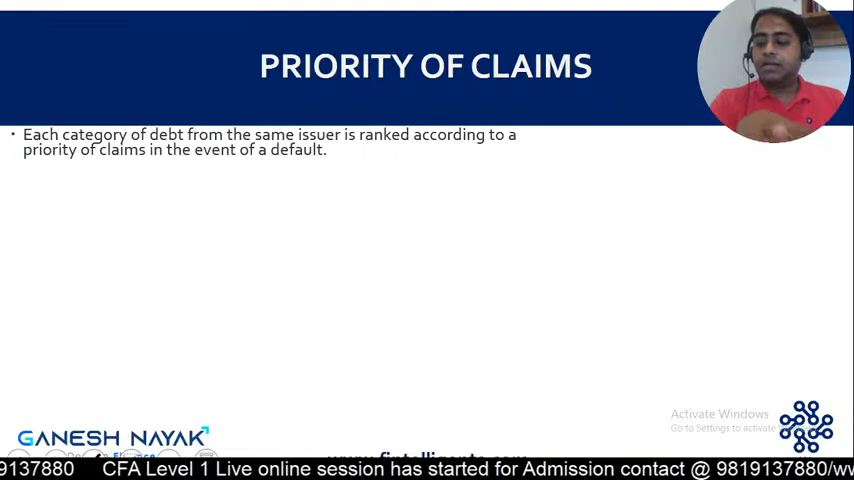 PRIORITY OF CLAIMS
• Each category of debt from the same issuer is ranked according to a
priority of claims in the event of a default.
Activate Windows
Go to Settings to activate
GANESH NAYAK
9137880 CFA Level 1 Live online session has started for Admission contact @ 9819137880/ww